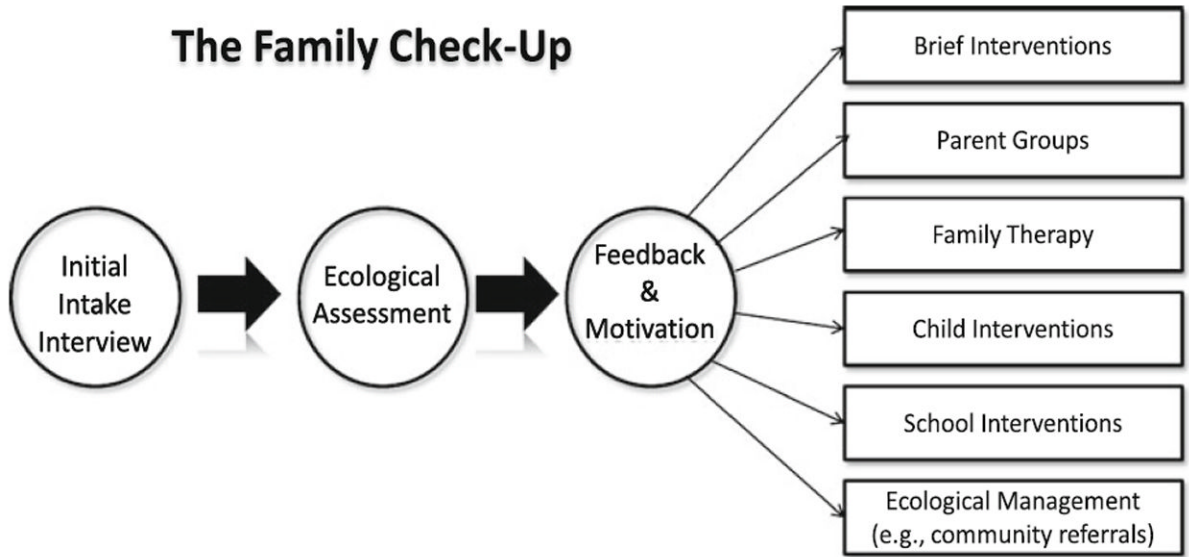 The Family Check-Up
Initial
Intake
Interview
Ecological
Assessment
Feedback
&
Motivation
Brief Interventions
Parent Groups
Family Therapy
Child Interventions
School Interventions
Ecological Management
(e.g., community referrals)